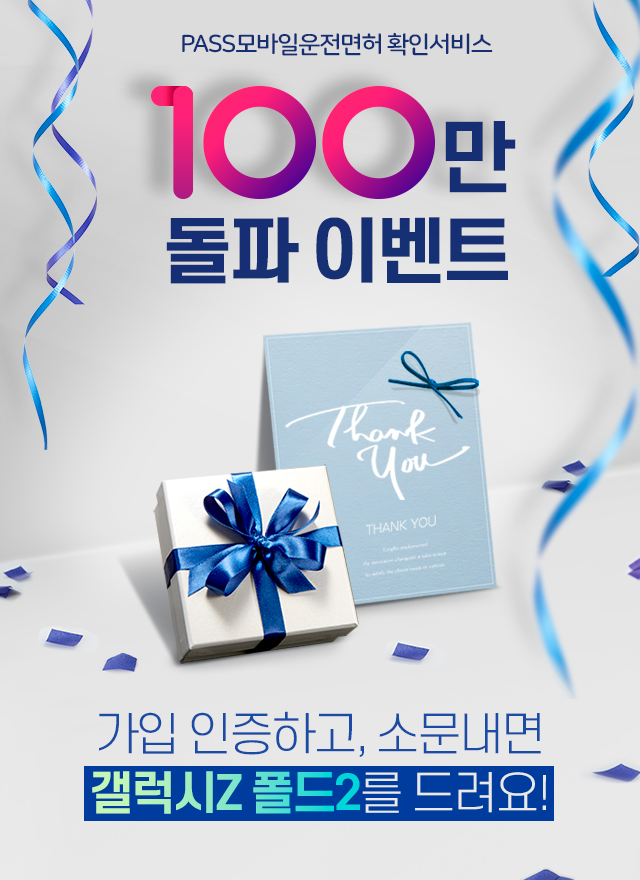 PASS모바일운전면허 확인서비스
100만
돌파 이벤트
Thank
You
THANK YOU
가입 인증하고, 소문내면
갤럭시Z 폴드2를 드려요!